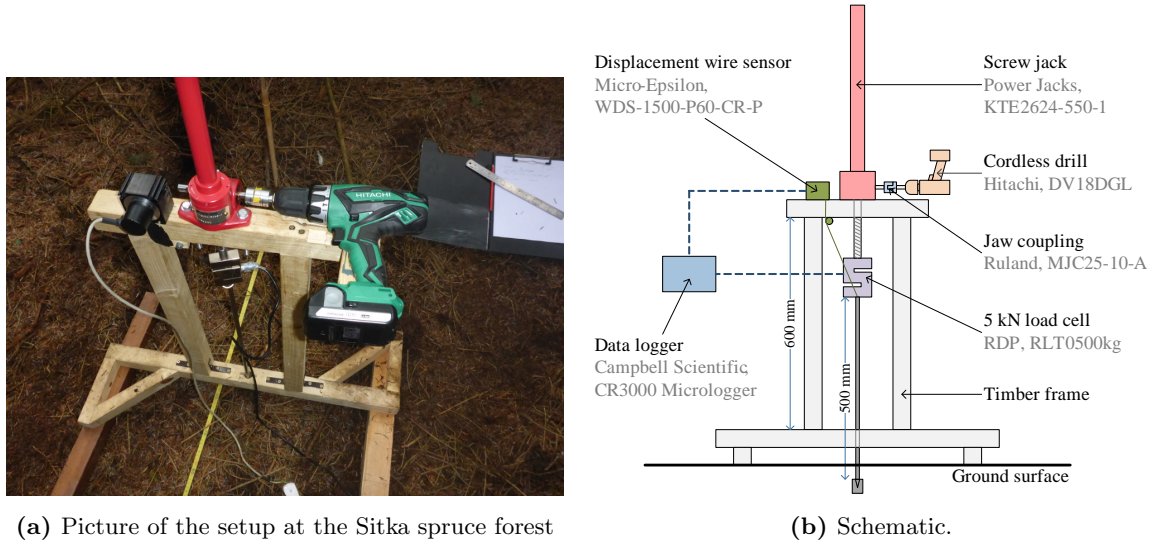 HITACHI
Displacement wire sensor
Micro-Epsilon,
WDS-1500-P60-CR-P
Screw jack
Power Jacks,
KTE2624-550-1
Cordless drill
Hitachi, DV18DGL
Jaw coupling
Ruland, MJC25-10-A
600 mm
500 mm
5 kN load cell
RDP, RLT0500kg
Data logger
Campbell Scientific,
CR3000 Micrologger
Timber frame
Ground surface
(a) Picture of the setup at the Sitka spruce forest
(b) Schematic.